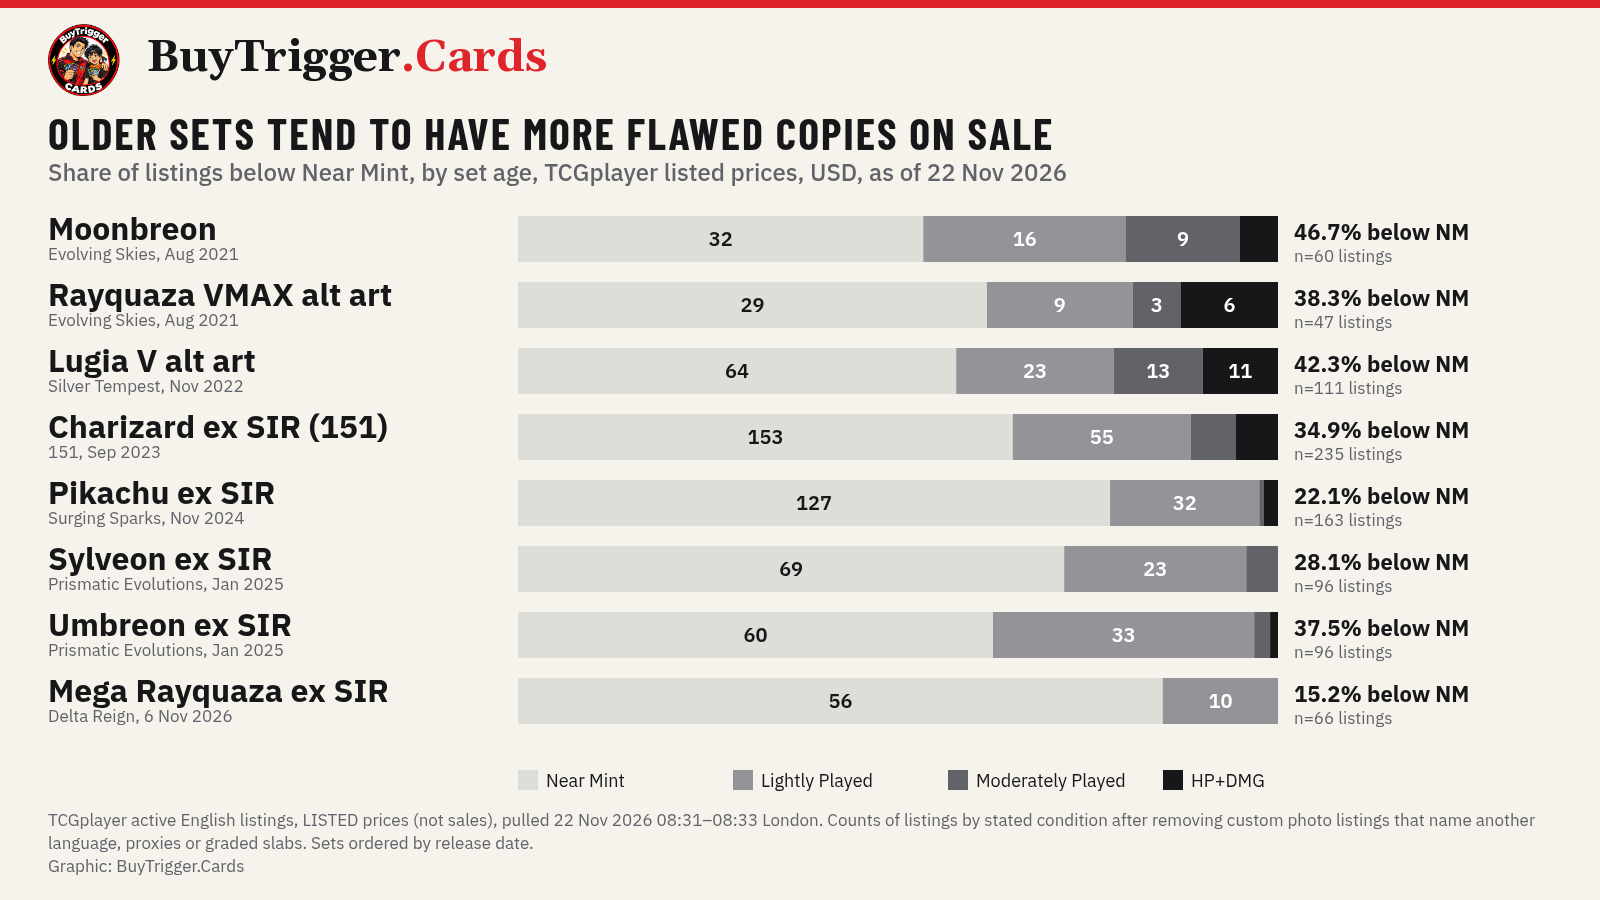 BuyTrigger
CARDS
BuyTrigger.Cards
OLDER SETS TEND TO HAVE MORE FLAWED COPIES ON SALE
Share of listings below Near Mint, by set age, TCGplayer listed prices, USD, as of 22 Nov 2026
Moonbreon
Evolving Skies, Aug 2021
32 16 9
46.7% below NM
n=60 listings
Rayquaza VMAX alt art
Evolving Skies, Aug 2021
29 9 3 6
38.3% below NM
n=47 listings
Lugia V alt art
Silver Tempest, Nov 2022
64 23 13 11
42.3% below NM
n=111 listings
Charizard ex SIR (151)
151, Sep 2023
153 55
34.9% below NM
n=235 listings
Pikachu ex SIR
Surging Sparks, Nov 2024
127 32
22.1% below NM
n=163 listings
Sylveon ex SIR
Prismatic Evolutions, Jan 2025
69 23
28.1% below NM
n=96 listings
Umbreon ex SIR
Prismatic Evolutions, Jan 2025
60 33
37.5% below NM
n=96 listings
Mega Rayquaza ex SIR
Delta Reign, 6 Nov 2026
56 10
15.2% below NM
n=66 listings
Near Mint Lightly Played Moderately Played HP+DMG
TCGplayer active English listings, LISTED prices (not sales), pulled 22 Nov 2026 08:31–08:33 London. Counts of listings by stated condition after removing custom photo listings that name another
language, proxies or graded slabs. Sets ordered by release date.
Graphic: BuyTrigger.Cards